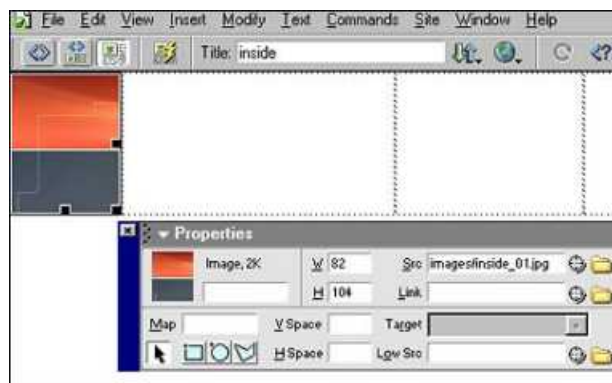 File Edit View Insert Modify Text Commands Site Window Help
Title: inside
Properties
Image, 2K W 82 Src images/inside_01.jpg
H 104 Link
Map V Space Target
H Space Low Src